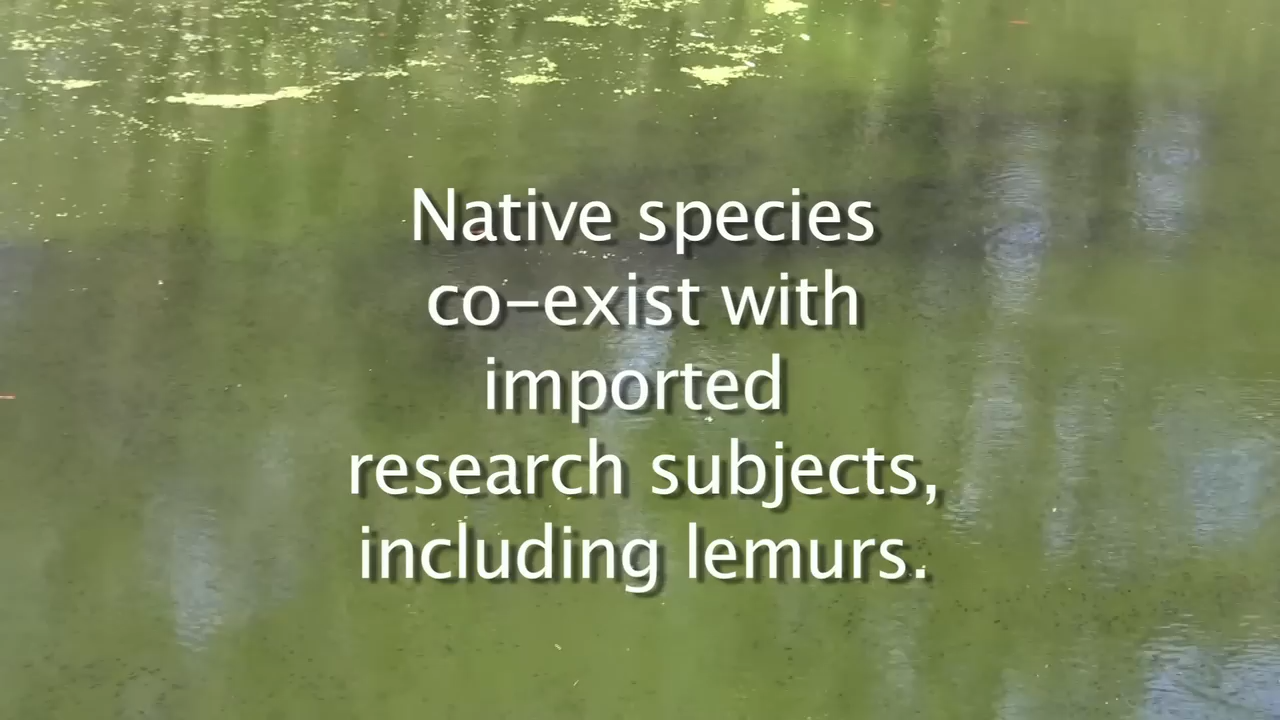 Native species
co-exist with
imported
research subjects,
including lemurs.